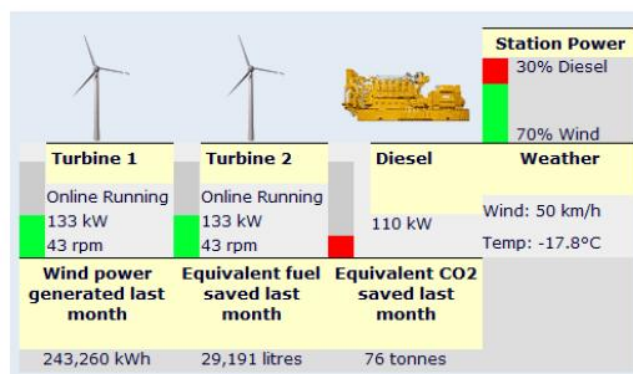 Station Power
30% Diesel
70% Wind
Turbine 1
Turbine 2
Diesel
Weather
Online Running
133 kW
43 rpm
Online Running
133 kW
43 rpm
110 kW
Wind: 50 km/h
Temp: -17.8°C
Wind power
generated last
month
Equivalent fuel
saved last
month
Equivalent CO2
saved last
month
243,260 kWh
29,191 litres
76 tonnes